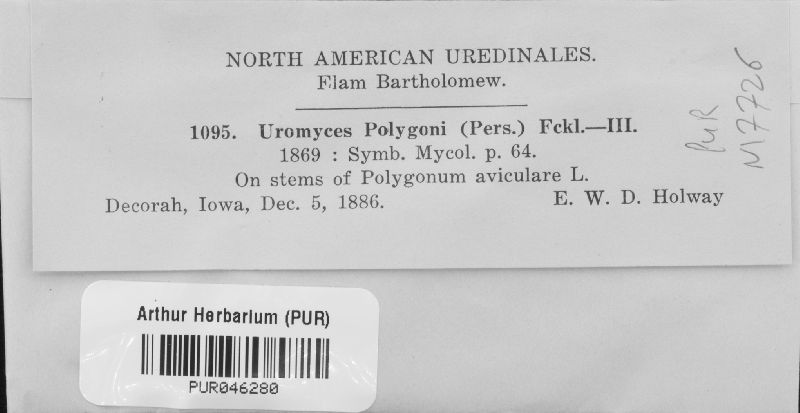 NORTH AMERICAN UREDINALES.
Elam Bartholomew.
1095. Uromyces Polygoni (Pers.) Fckl.—III.
1869 : Symb. Mycol. p. 64.
On stems of Polygonum aviculare L.
Decorah, Iowa, Dec. 5, 1886. E. W. D. Holway
PUR
M7726
Arthur Herbarium (PUR)
PUR046280